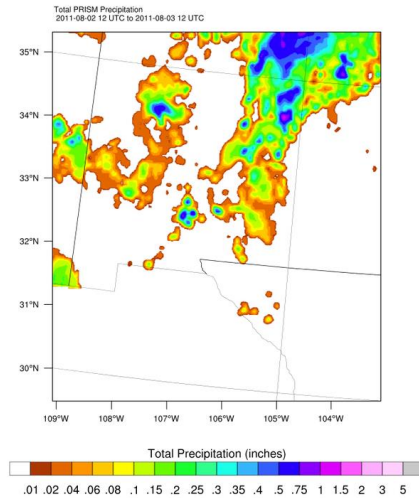 Total PRISM Precipitation
2011-08-02 12 UTC to 2011-08-03 12 UTC
35°N
34°N
33°N
32°N
31°N
30°N
109°W 108°W 107°W 106°W 105°W 104°W
Total Precipitation (inches)
.01 .02 .04 .06 .08 .1 .15 .2 .25 .3 .35 .4 .5 .75 1 1.5 2 3 5